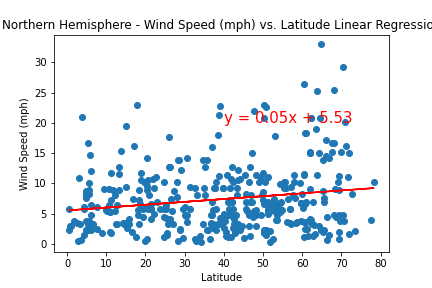 Northern Hemisphere - Wind Speed (mph) vs. Latitude Linear Regressio
y = 0.05x + 5.53
Wind Speed (mph)
30
25
20
15
10
5
0
0 10 20 30 40 50 60 70 80
Latitude